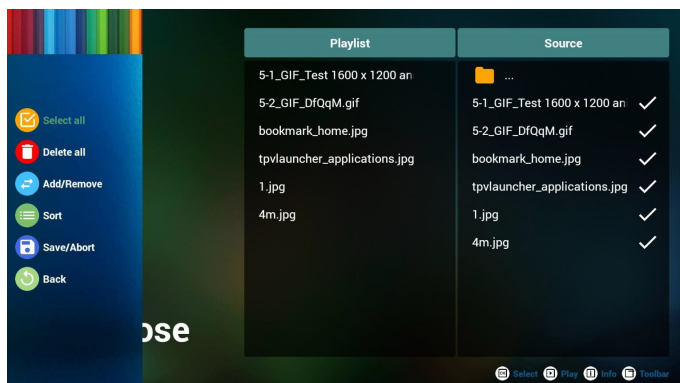 Playlist
Source
5-1_GIF_Test 1600 x 1200 an
5-2_GIF_DfQqM.gif
bookmark_home.jpg
tpvlauncher_applications.jpg
1.jpg
4m.jpg
...
5-1_GIF_Test 1600 x 1200 an
5-2_GIF_DfQqM.gif
bookmark_home.jpg
tpvlauncher_applications.jpg
1.jpg
4m.jpg
Select all
Delete all
Add/Remove
Sort
Save/Abort
Back
ose
Select Play Info Toolbar